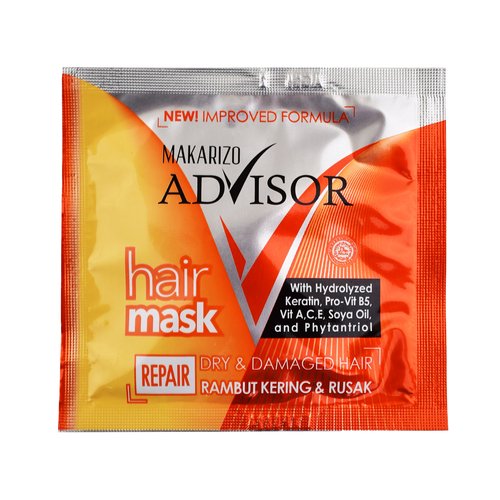 NEW! IMPROVED FORMULA
MAKARIZO
ADVISOR
hair
mask
With Hydrolyzed
Keratin, Pro-Vit B5,
Vit A,C,E, Soya Oil,
and Phytantriol
REPAIR
DRY & DAMAGED HAIR
RAMBUT KERING & RUSAK